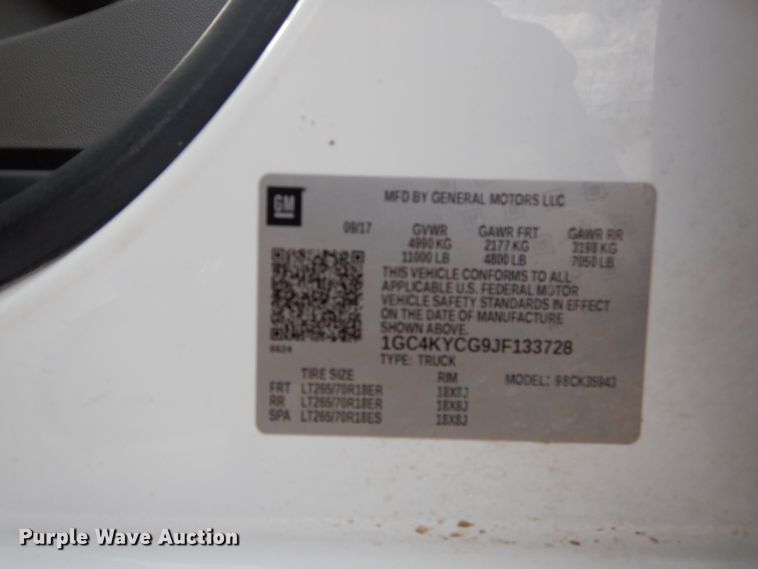 GM
MFD BY GENERAL MOTORS LLC
09/17 GVWR GAWR FRT GAWR RR
4990 KG 2177 KG 3198 KG
11000 LB 4800 LB 7050 LB
THIS VEHICLE CONFORMS TO ALL
APPLICABLE U.S. FEDERAL MOTOR
VEHICLE SAFETY STANDARDS IN EFFECT
ON THE DATE OF MANUFACTURE
SHOWN ABOVE.
1GC4KYCG9JF133728
TYPE: TRUCK
TIRE SIZE RIM MODEL:
FRT LT265/70R18ER 18X8J
RR LT265/70R18ER 18X8J
SPA LT265/70R18ES 18X8J
Purple Wave Auction